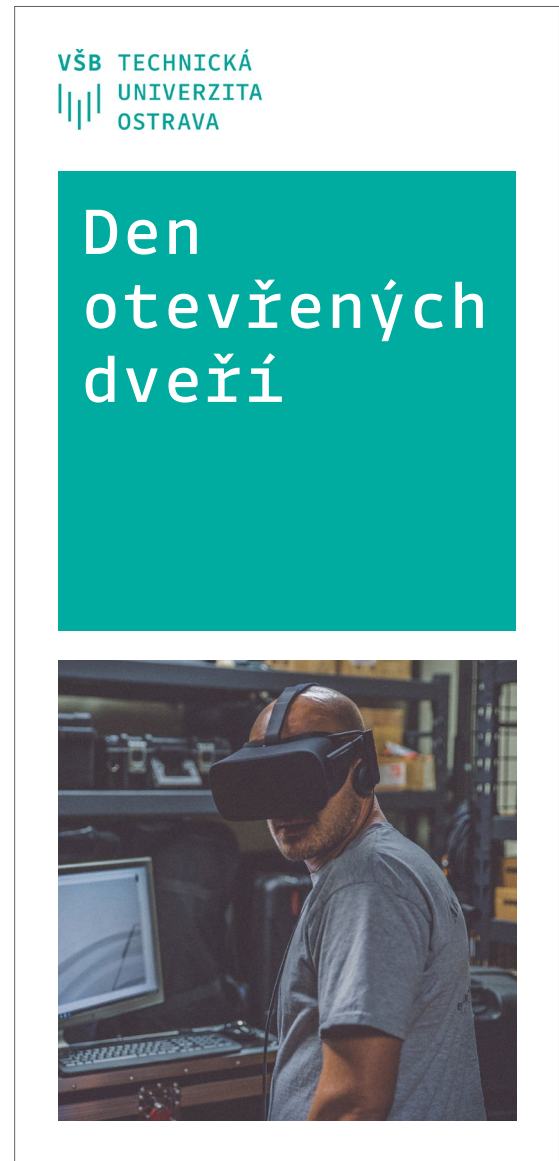 VŠB TECHNICKÁ
UNIVERZITA
OSTRAVA
Den
otevřených
dveří